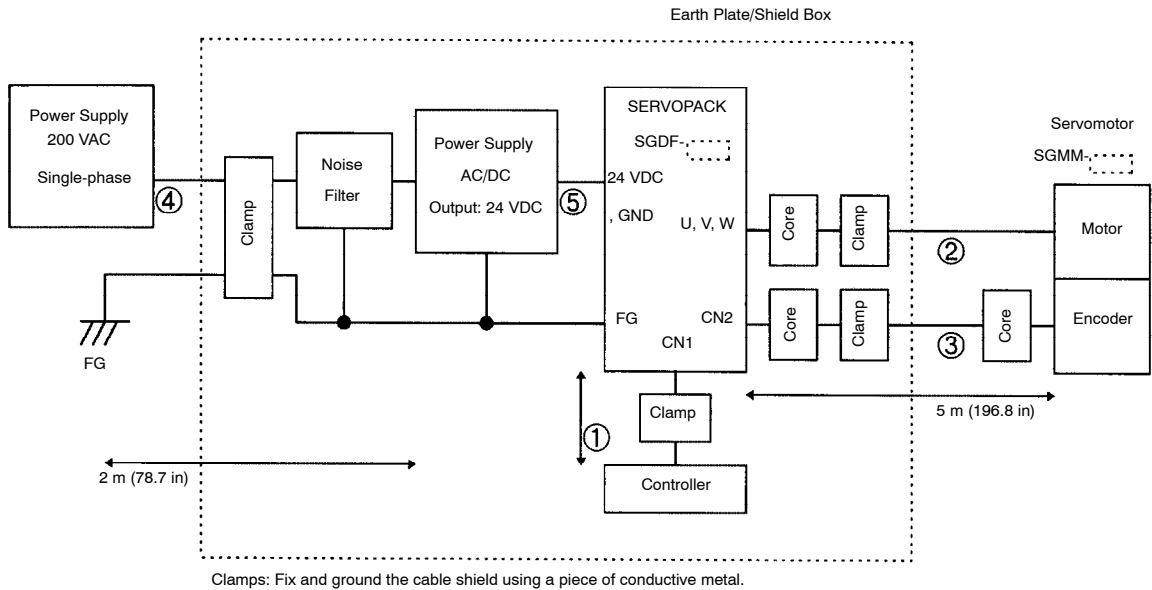 Earth Plate/Shield Box
Power Supply
200 VAC
Single-phase
④
Clamp
Noise
Filter
Power Supply
AC/DC
Output: 24 VDC
⑤
SERVOPACK
SGDF-
24 VDC
, GND
U, V, W
FG
CN2
CN1
Core
Clamp
②
Core
Clamp
③
Core
Servomotor
SGMM-
Motor
Encoder
FG
Clamp
①
Controller
2 m (78.7 in)
5 m (196.8 in)
Clamps: Fix and ground the cable shield using a piece of conductive metal.